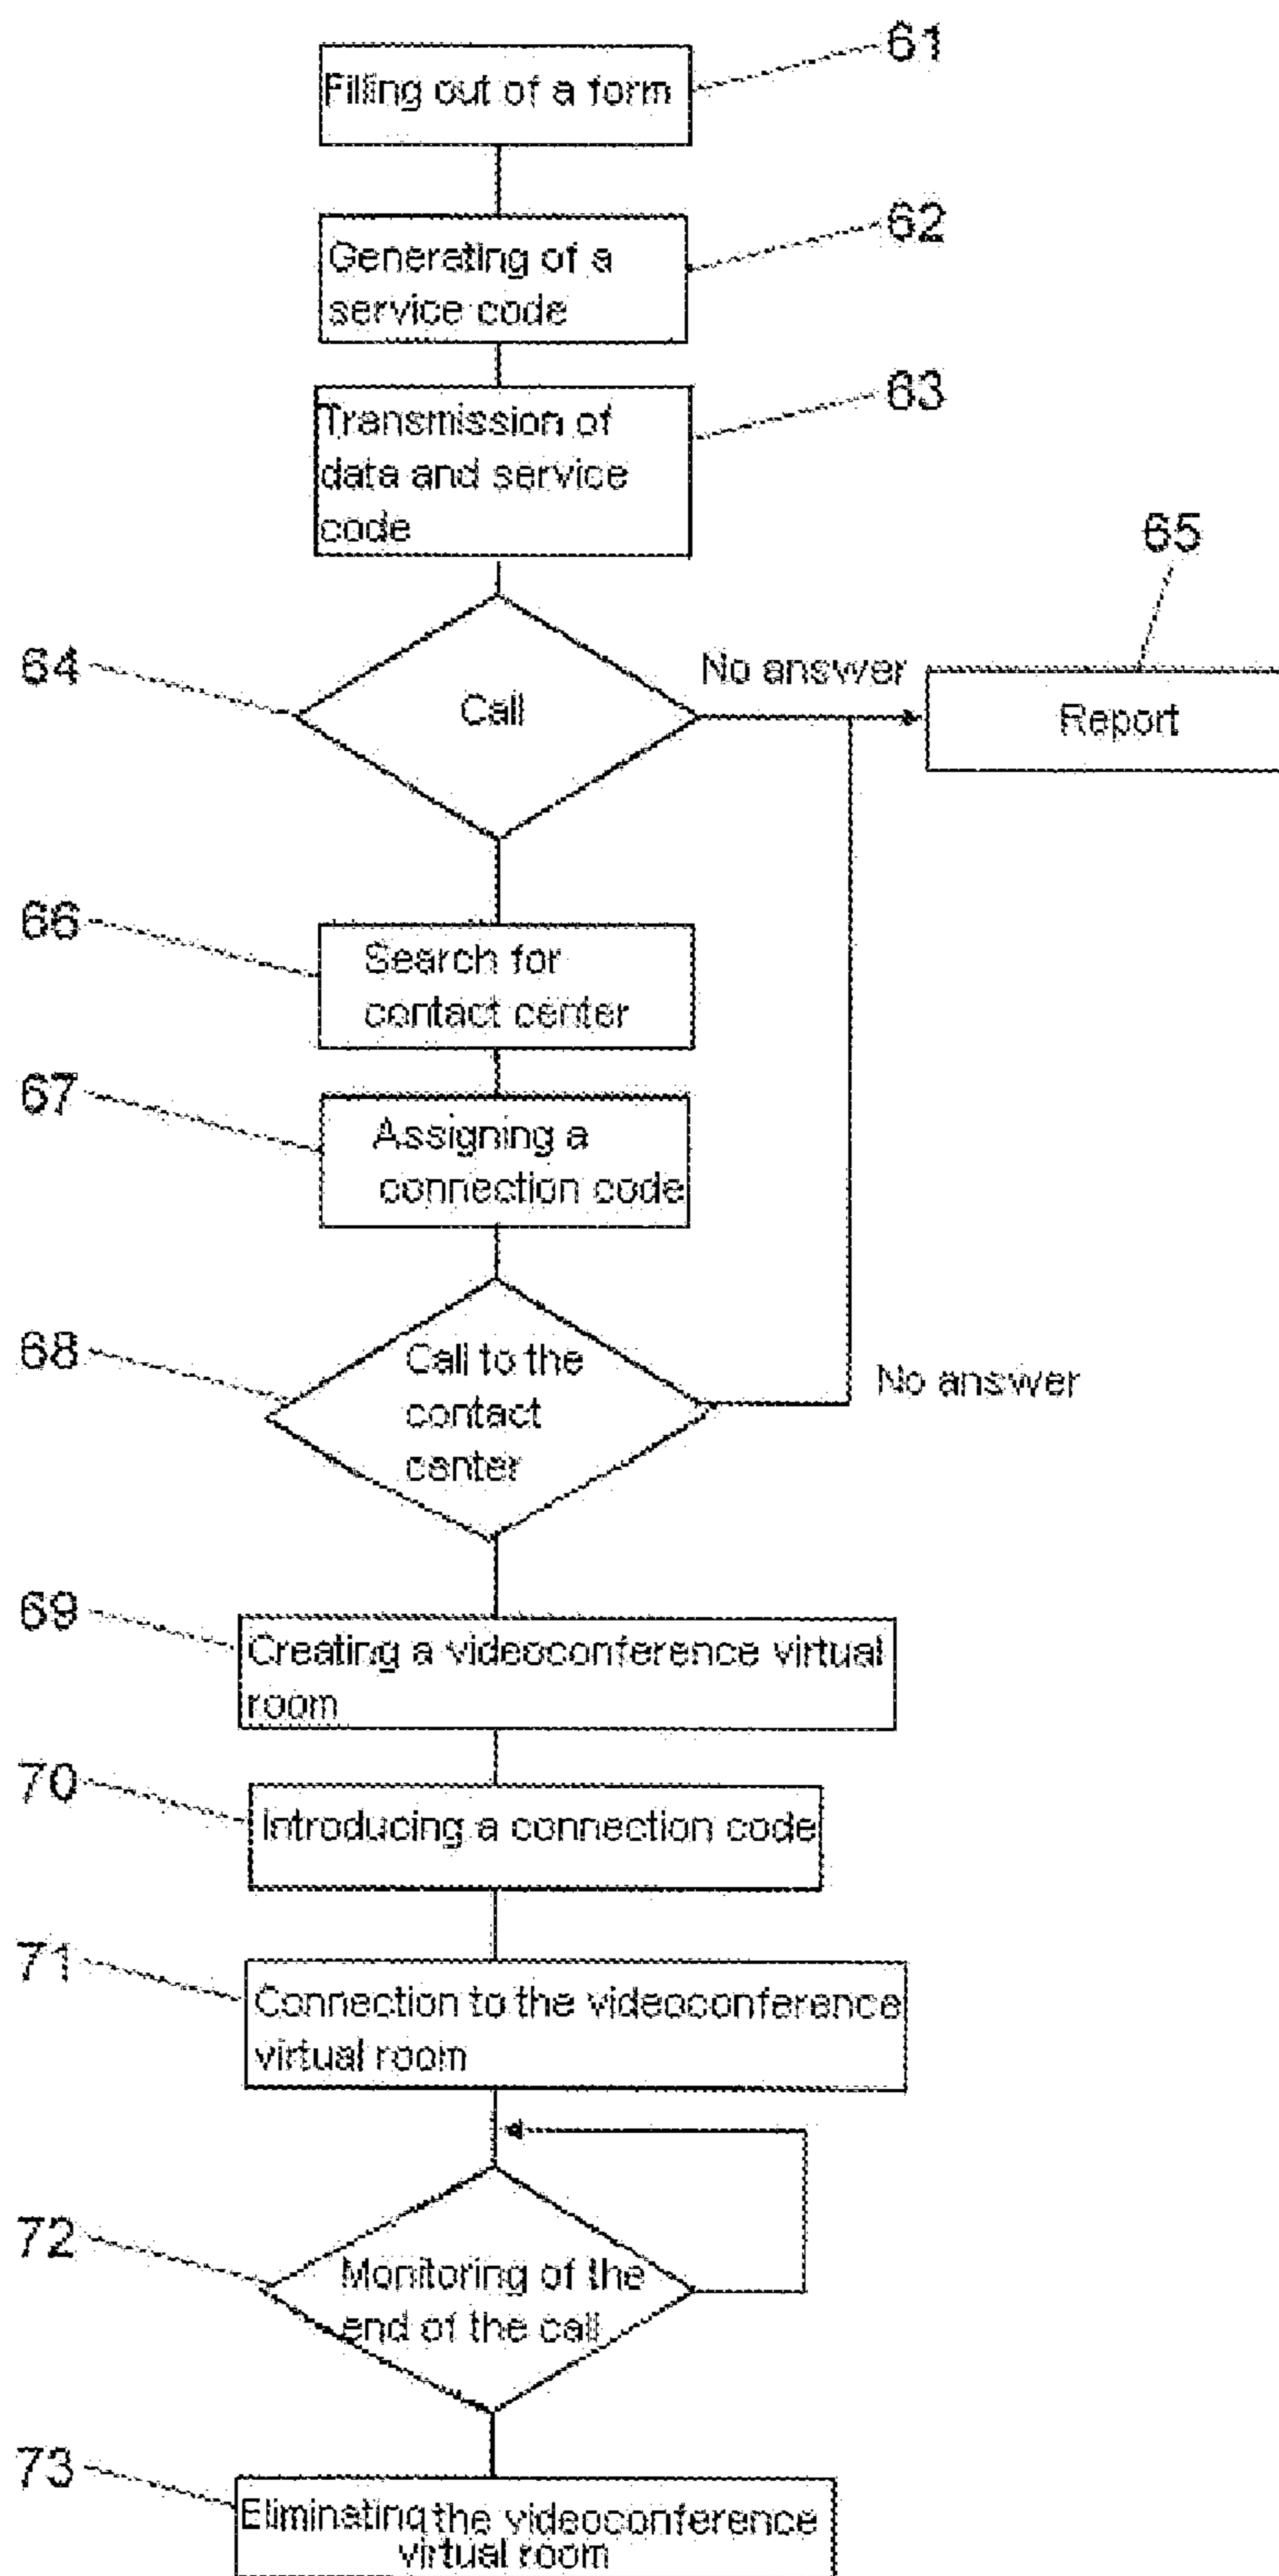 61
Filling out of a form
62
Generating of a
service code
63
Transmission of
data and service
code
65
64
No answer
Call
Report
66
Search for
contact center
67
Assigning a
connection code
68
Call to the
contact
center
No answer
69
Creating a videoconference virtual
room
70
Introducing a connection code
71
Connection to the videoconference
virtual room
72
Monitoring of the
end of the call
73
Eliminating the videoconference
virtual room